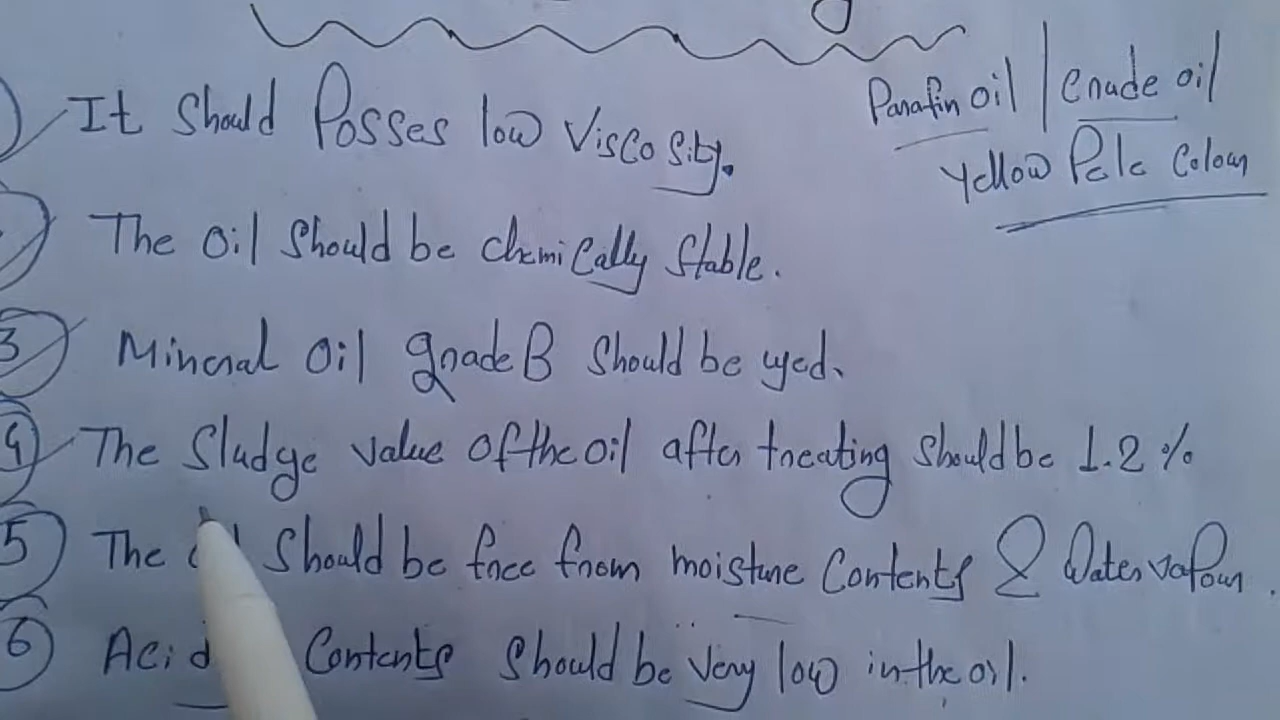 It Should Posses low Viscosity.
Parafin oil | Crude oil
Yellow Pale Colour
The Oil Should be chemically Stable.
3 Mineral Oil grade B Should be used.
4 The Sludge value of the oil after treating Should be 1.2 %
5 The Should be free from moisture Contents & Water vapour.
6 Acid Contents Should be very low in the oil.